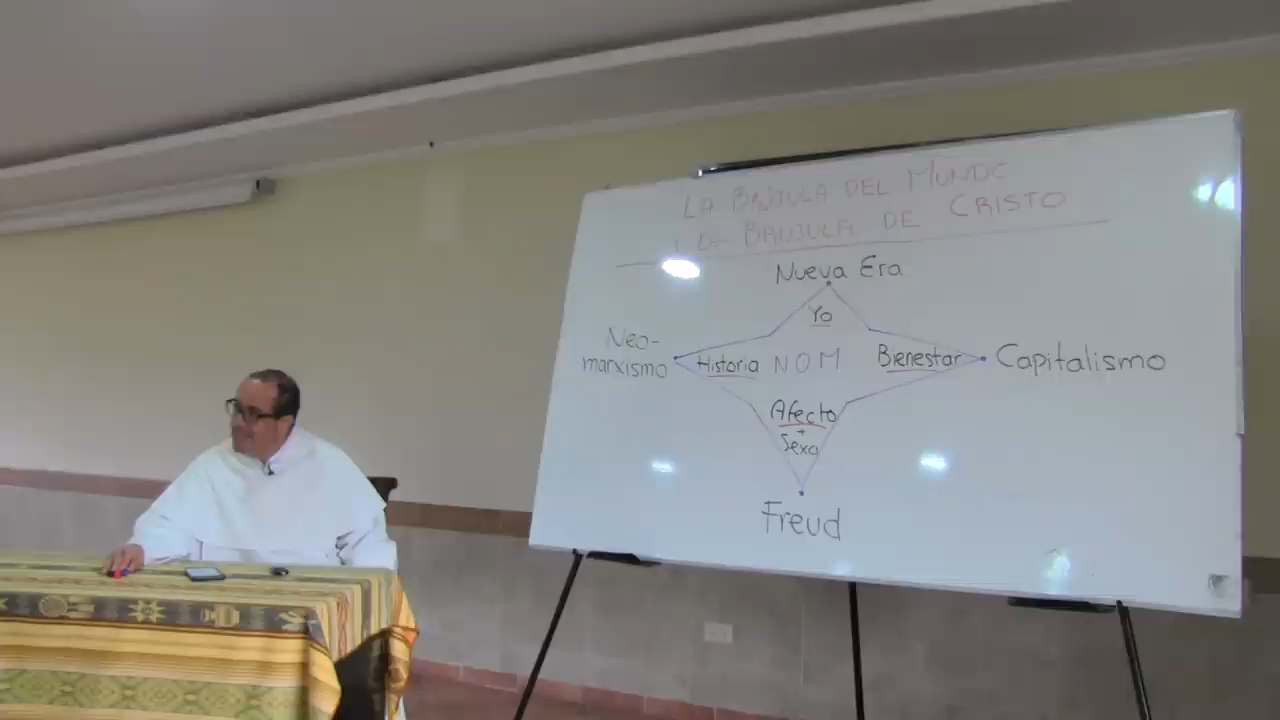 LA BRÚJULA DEL MUNDO
Y LA BRUJULA DE CRISTO
Nueva Era
Yo
Neo-
marxismo
Historia
NOM
Bienestar
Capitalismo
Afecto
+
Sexo
Freud